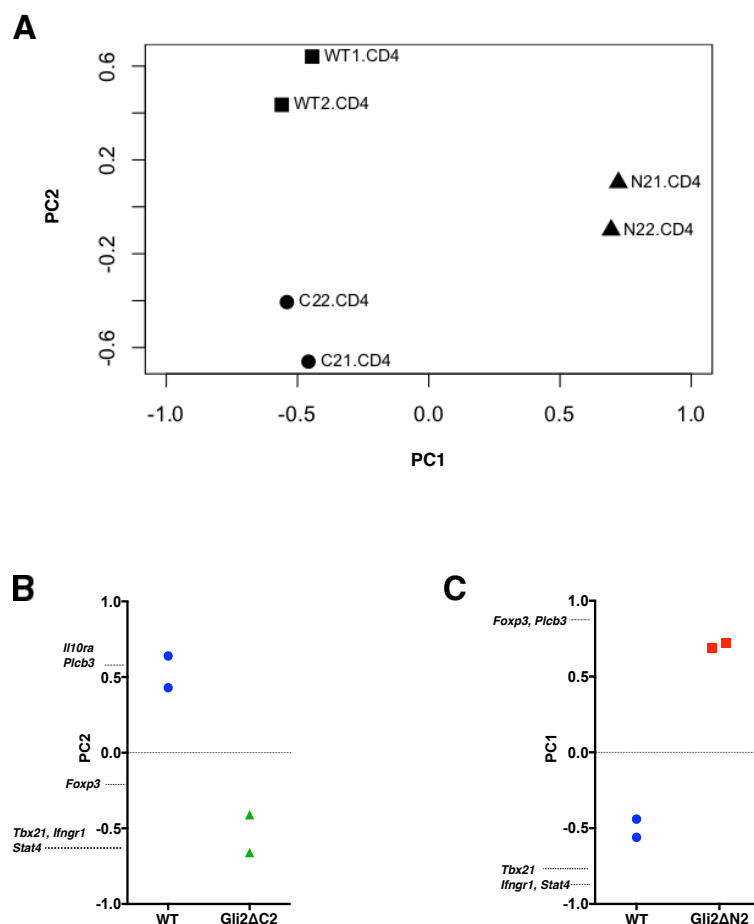 A
0.6
0.2
-0.2
-0.6
PC2
WT1.CD4
WT2.CD4
N21.CD4
N22.CD4
C22.CD4
C21.CD4
-1.0
-0.5
0.0
0.5
1.0
PC1
B
1.0
0.5
0.0
-0.5
-1.0
PC2
Il10ra
Plcb3
Foxp3
Tbx21, Ifngr1
Stat4
WT
Gli2ΔC2
C
1.0
0.5
0.0
-0.5
-1.0
PC1
Foxp3, Plcb3
Tbx21
Ifngr1, Stat4
WT
Gli2ΔN2